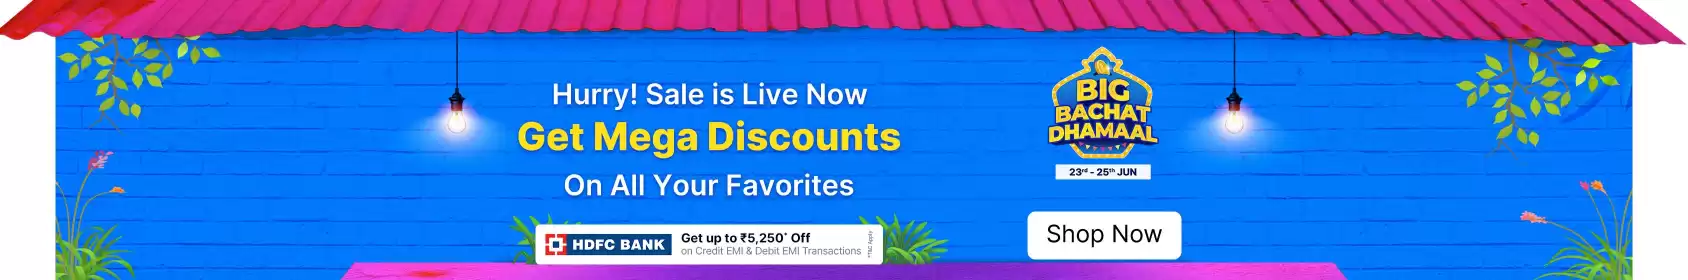 Hurry! Sale is Live Now
Get Mega Discounts
On All Your Favorites
HDFC BANK
Get up to ₹5,250* Off
on Credit EMI & Debit EMI Transactions
*T&C Apply
BIG
BACHAT
DHAMAAL
23rd - 25th JUN
Shop Now